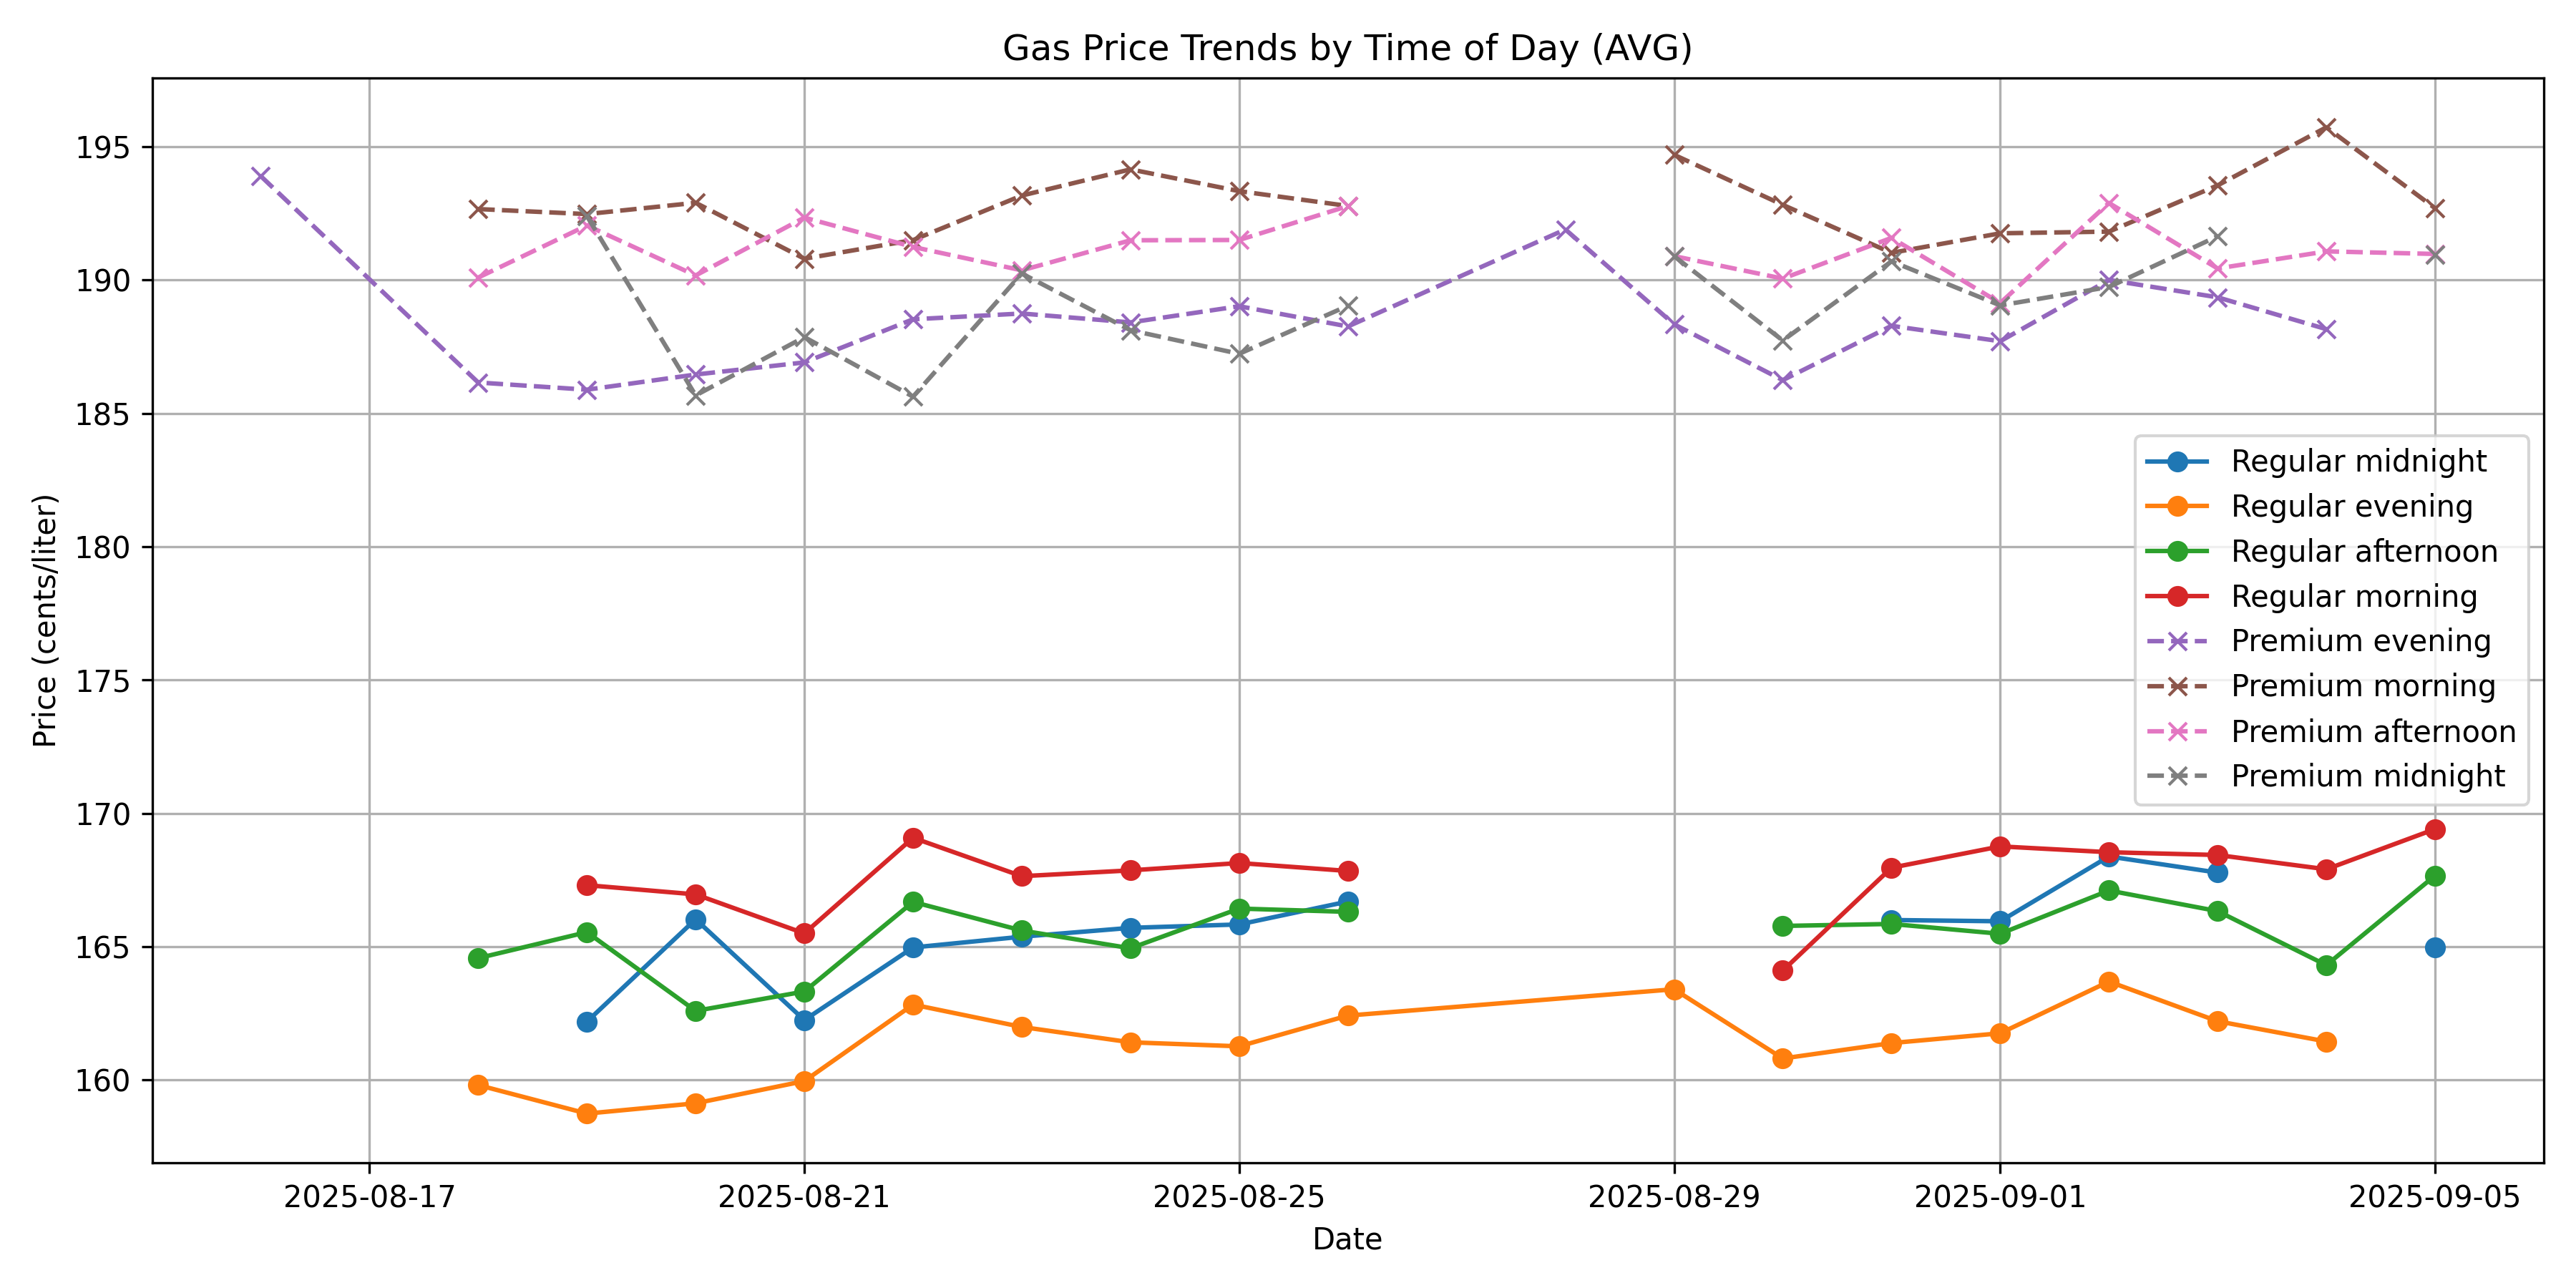 Gas Price Trends by Time of Day (AVG)
Price (cents/liter)
195
190
185
180
175
170
165
160
Regular midnight
Regular evening
Regular afternoon
Regular morning
Premium evening
Premium morning
Premium afternoon
Premium midnight
2025-08-17 2025-08-21 2025-08-25 2025-08-29 2025-09-01 2025-09-05
Date